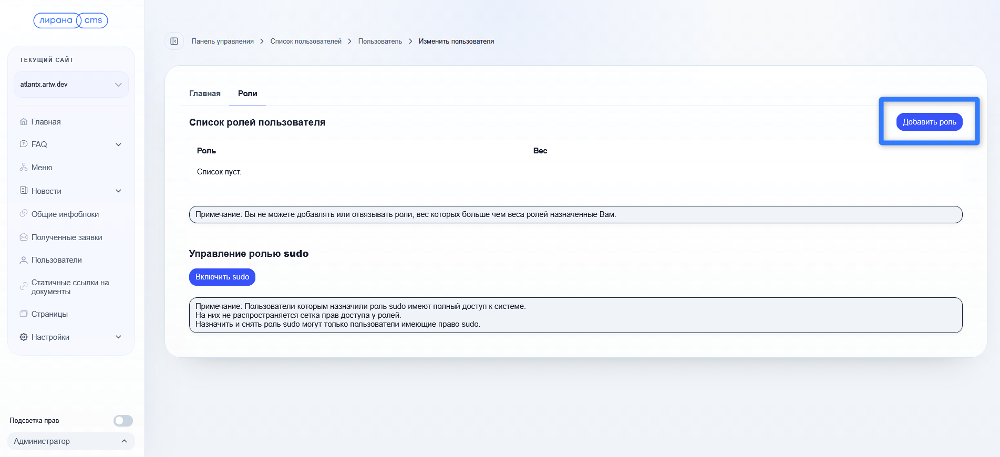 лирана cms
ТЕКУЩИЙ САЙТ
atlantx.artw.dev
Главная
FAQ
Меню
Новости
Общие инфоблоки
Полученные заявки
Пользователи
Статичные ссылки на
документы
Страницы
Настройки
Подсветка прав
Администратор
Панель управления
Список пользователей
Пользователь
Изменить пользователя
Главная
Роли
Список ролей пользователя
Добавить роль
Роль
Вес
Список пуст.
Примечание: Вы не можете добавлять или отвязывать роли, вес которых больше чем веса ролей назначенные Вам.
Управление ролью sudo
Включить sudo
Примечание: Пользователи которым назначили роль sudo имеют полный доступ к системе.
На них не распространяется сетка прав доступа у ролей.
Назначить и снять роль sudo могут только пользователи имеющие право sudo.